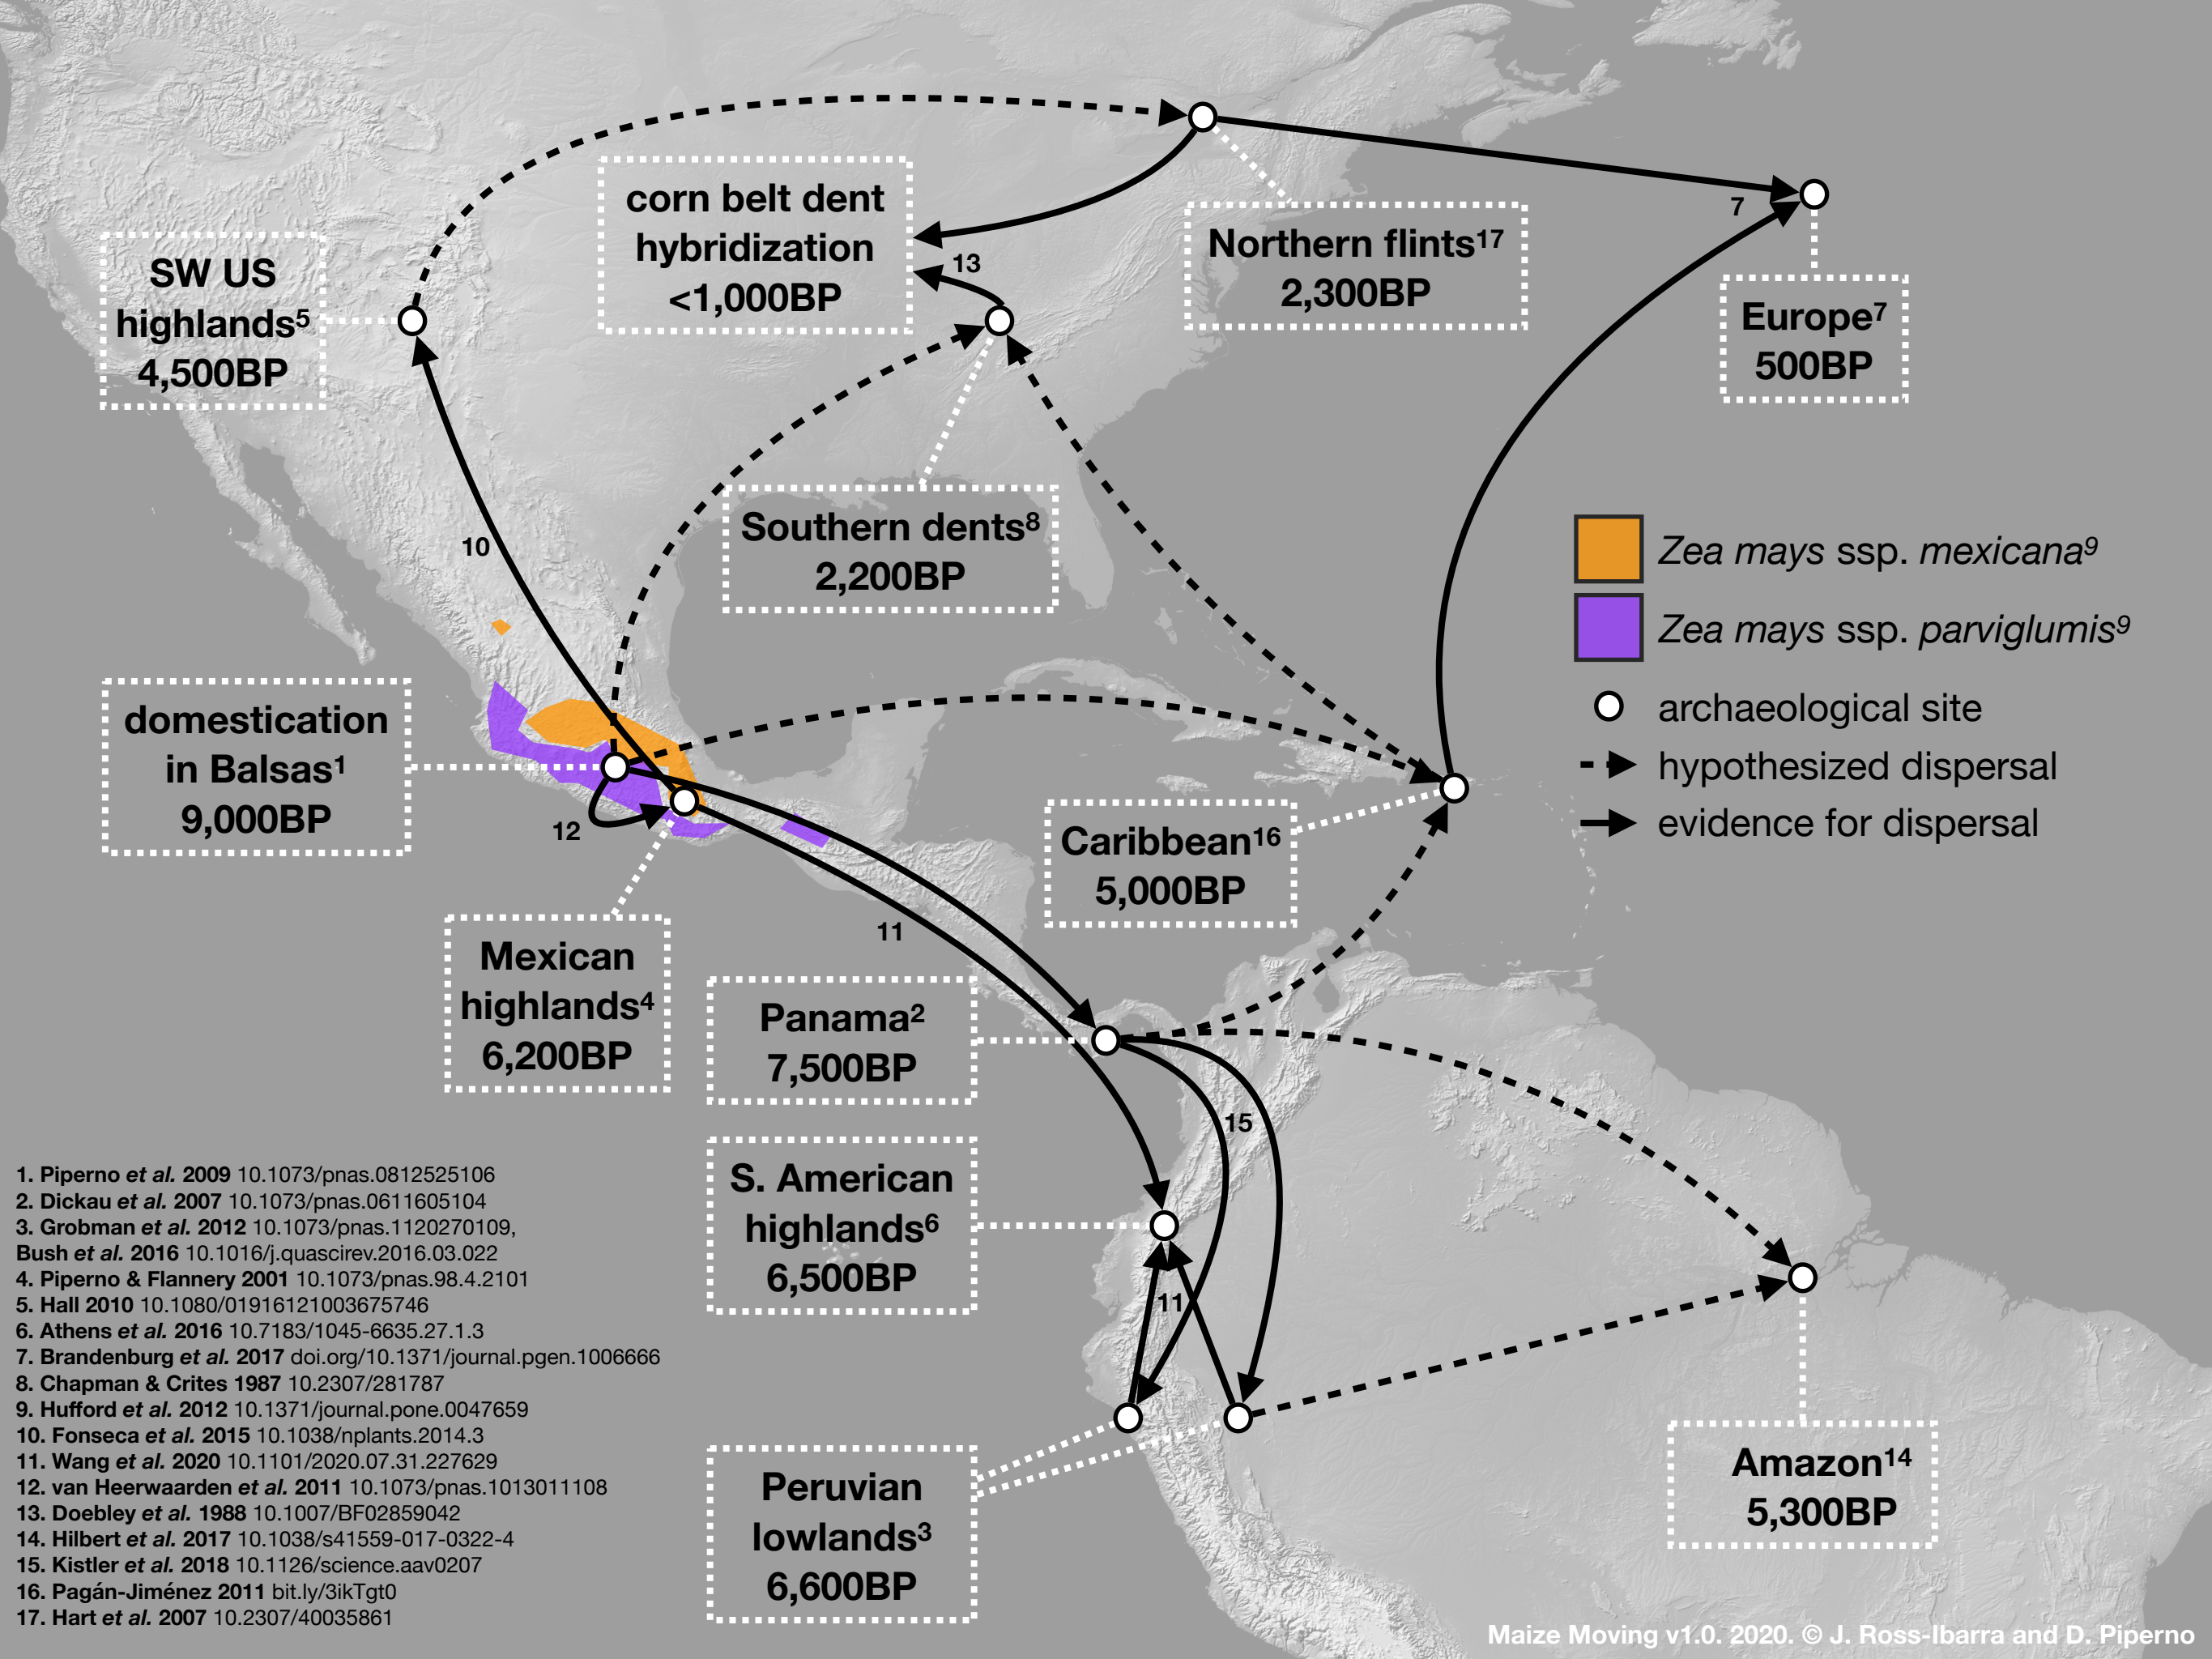 corn belt dent
hybridization
<1,000BP
13
Northern flints17
2,300BP
7
SW US
highlands5
4,500BP
Europe7
500BP
Southern dents8
2,200BP
10
Zea mays ssp. mexicana9
Zea mays ssp. parviglumis9
archaeological site
hypothesized dispersal
evidence for dispersal
domestication
in Balsas1
9,000BP
12
Caribbean16
5,000BP
11
Mexican
highlands4
6,200BP
Panama2
7,500BP
15
S. American
highlands6
6,500BP
11
Peruvian
lowlands3
6,600BP
Amazon14
5,300BP
1. Piperno et al. 2009 10.1073/pnas.0812525106
2. Dickau et al. 2007 10.1073/pnas.0611605104
3. Grobman et al. 2012 10.1073/pnas.1120270109,
Bush et al. 2016 10.1016/j.quascirev.2016.03.022
4. Piperno & Flannery 2001 10.1073/pnas.98.4.2101
5. Hall 2010 10.1080/01916121003675746
6. Athens et al. 2016 10.7183/1045-6635.27.1.3
7. Brandenburg et al. 2017 doi.org/10.1371/journal.pgen.1006666
8. Chapman & Crites 1987 10.2307/281787
9. Hufford et al. 2012 10.1371/journal.pone.0047659
10. Fonseca et al. 2015 10.1038/nplants.2014.3
11. Wang et al. 2020 10.1101/2020.07.31.227629
12. van Heerwaarden et al. 2011 10.1073/pnas.1013011108
13. Doebley et al. 1988 10.1007/BF02859042
14. Hilbert et al. 2017 10.1038/s41559-017-0322-4
15. Kistler et al. 2018 10.1126/science.aav0207
16. Pagán-Jiménez 2011 bit.ly/3ikTgt0
17. Hart et al. 2007 10.2307/40035861
Maize Moving v1.0. 2020. © J. Ross-Ibarra and D. Piperno